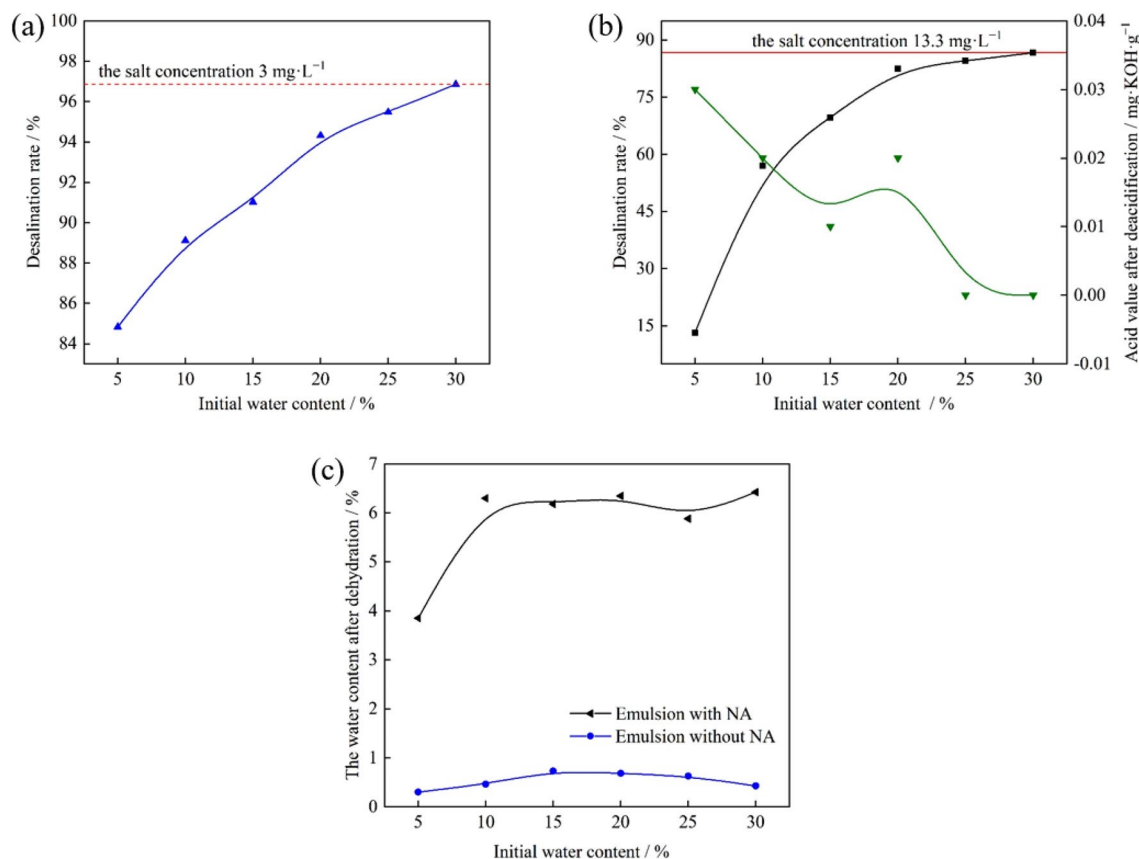 (a)
100
98
96
94
92
90
88
86
84
Desalination rate / %
the salt concentration 3 mg·L⁻¹
5 10 15 20 25 30
Initial water content / %
(b)
90
75
60
45
30
15
Desalination rate / %
the salt concentration 13.3 mg·L⁻¹
0.04
0.03
0.02
0.01
0.00
-0.01
Acid value after deacidification / mg·KOH·g⁻¹
5 10 15 20 25 30
Initial water content / %
(c)
7
6
5
4
3
2
1
0
The water content after dehydration / %
Emulsion with NA
Emulsion without NA
5 10 15 20 25 30
Initial water content / %